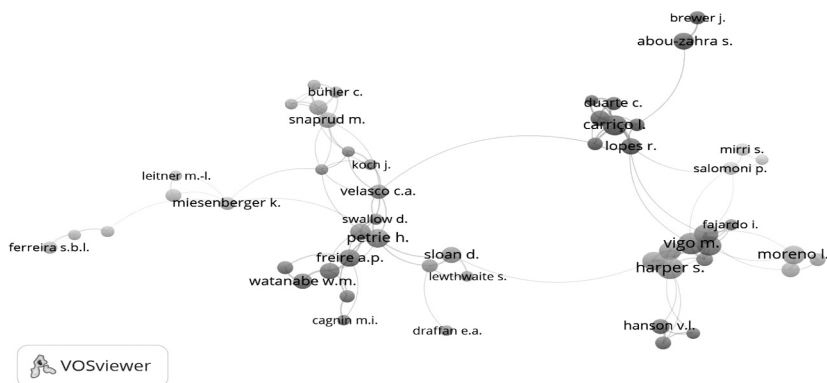 brewer j.
abou-zahra s.
bühler c.
snaprud m.
duarte c.
carriço l.
lopes r.
mirri s.
salomoni p.
koch j.
leitner m.-l.
velasco c.a.
miesenberger k.
swallow d.
petrie h.
ferreira s.b.l.
fajardo i.
vigo m.
sloan d.
freire a.p.
moreno l.
harper s.
lewthwaite s.
watanabe w.m.
cagnin m.i.
draffan e.a.
hanson v.l.
VOSviewer